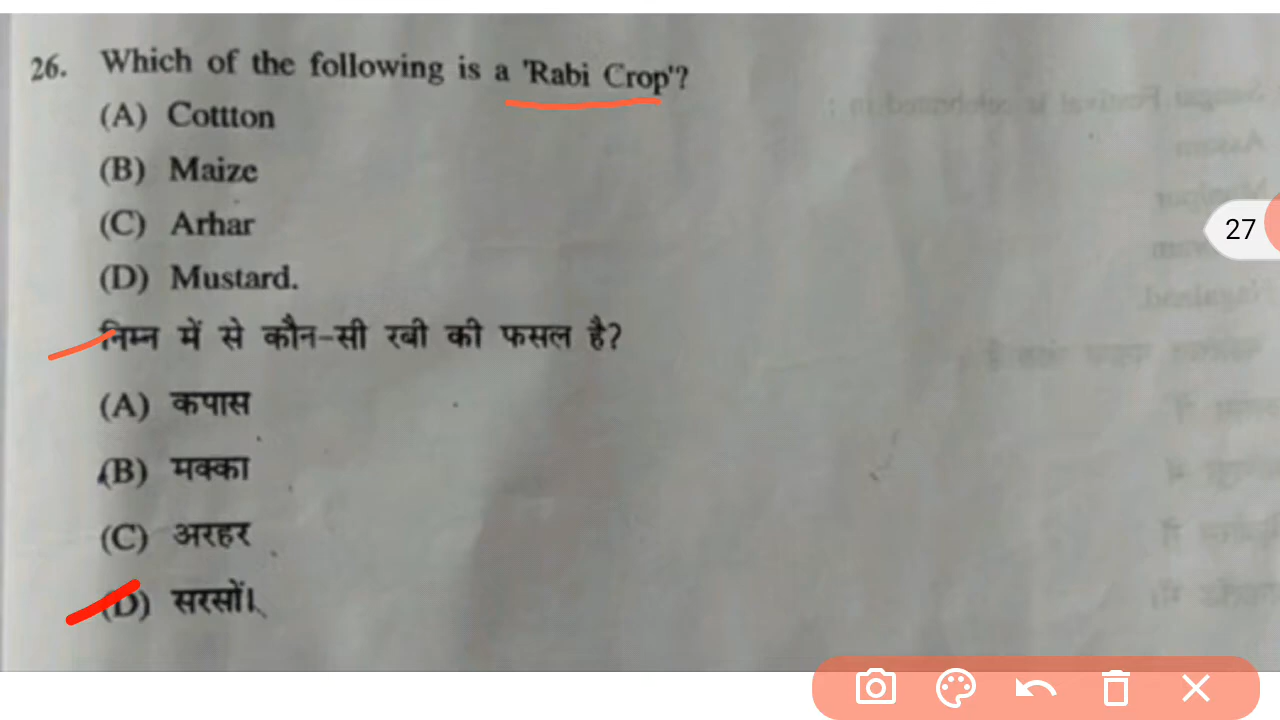 26. Which of the following is a 'Rabi Crop'?
(A) Cottton
(B) Maize
(C) Arhar
(D) Mustard.
निम्न में से कौन-सी रबी की फसल है?
(A) कपास
(B) मक्का
(C) अरहर
(D) सरसों।
27